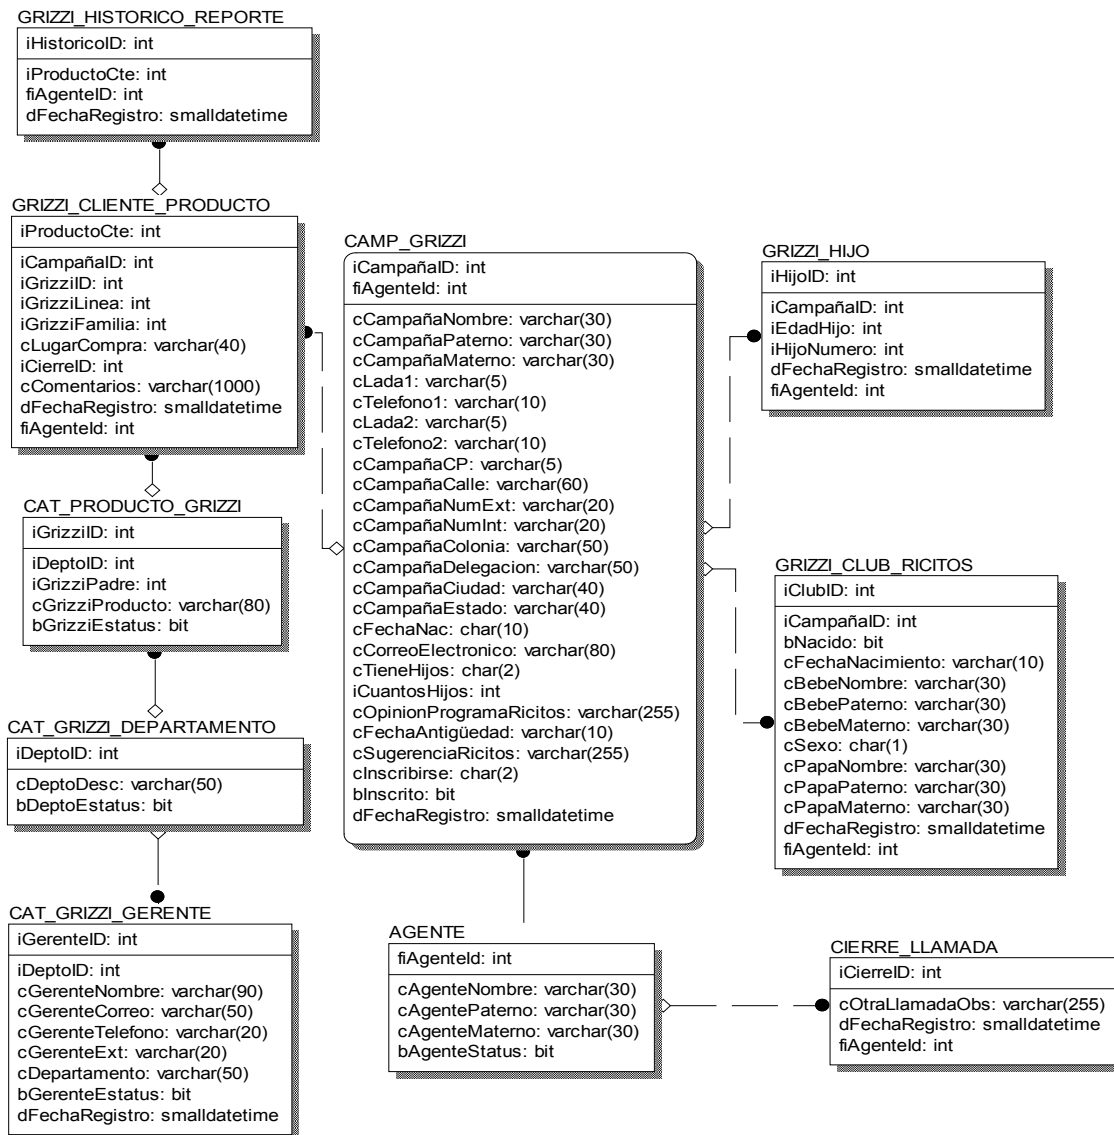 GRIZZI_HISTORICO_REPORTE
iHistoricoID: int
iProductoCte: int
fiAgenteID: int
dFechaRegistro: smalldatetime
GRIZZI_CLIENTE_PRODUCTO
iProductoCte: int
iCampañaID: int
iGrizziID: int
iGrizziLinea: int
iGrizziFamilia: int
cLugarCompra: varchar(40)
iCierreID: int
cComentarios: varchar(1000)
dFechaRegistro: smalldatetime
fiAgenteId: int
CAT_PRODUCTO_GRIZZI
iGrizziID: int
iDeptoID: int
iGrizziPadre: int
cGrizziProducto: varchar(80)
bGrizziEstatus: bit
CAT_GRIZZI_DEPARTAMENTO
iDeptoID: int
cDeptoDesc: varchar(50)
bDeptoEstatus: bit
CAT_GRIZZI_GERENTE
iGerenteID: int
iDeptoID: int
cGerenteNombre: varchar(90)
cGerenteCorreo: varchar(50)
cGerenteTelefono: varchar(20)
cGerenteExt: varchar(20)
cDepartamento: varchar(50)
bGerenteEstatus: bit
dFechaRegistro: smalldatetime
CAMP_GRIZZI
iCampañaID: int
fiAgenteId: int
cCampañaNombre: varchar(30)
cCampañaPaterno: varchar(30)
cCampañaMaterno: varchar(30)
cLada1: varchar(5)
cTelefono1: varchar(10)
cLada2: varchar(5)
cTelefono2: varchar(10)
cCampañaCP: varchar(5)
cCampañaCalle: varchar(60)
cCampañaNumExt: varchar(20)
cCampañaNumInt: varchar(20)
cCampañaColonia: varchar(50)
cCampañaDelegacion: varchar(50)
cCampañaCiudad: varchar(40)
cCampañaEstado: varchar(40)
cFechaNac: char(10)
cCorreoElectronico: varchar(80)
cTieneHijos: char(2)
iCuantosHijos: int
cOpinionProgramaRicitos: varchar(255)
cFechaAntigüedad: varchar(10)
cSugerenciaRicitos: varchar(255)
cInscribirse: char(2)
bInscrito: bit
dFechaRegistro: smalldatetime
AGENTE
fiAgenteId: int
cAgenteNombre: varchar(30)
cAgentePaterno: varchar(30)
cAgenteMaterno: varchar(30)
bAgenteStatus: bit
GRIZZI_HIJO
iHijoID: int
iCampañaID: int
iEdadHijo: int
iHijoNumero: int
dFechaRegistro: smalldatetime
fiAgenteId: int
GRIZZI_CLUB_RICITOS
iClubID: int
iCampañaID: int
bNacido: bit
cFechaNacimiento: varchar(10)
cBebeNombre: varchar(30)
cBebePaterno: varchar(30)
cBebeMaterno: varchar(30)
cSexo: char(1)
cPapaNombre: varchar(30)
cPapaPaterno: varchar(30)
cPapaMaterno: varchar(30)
dFechaRegistro: smalldatetime
fiAgenteId: int
CIERRE_LLAMADA
iCierreID: int
cOtraLlamadaObs: varchar(255)
dFechaRegistro: smalldatetime
fiAgenteId: int